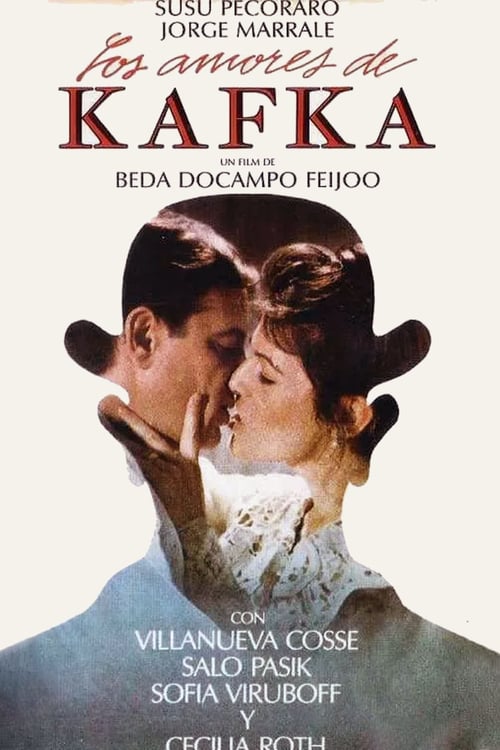 SUSU PECORARO
JORGE MARRALE
Los amores de
KAFKA
UN FILM DE
BEDA DOCAMPO FEIJOO
CON
VILLANUEVA COSSE
SALO PASIK
SOFIA VIRUBOFF
Y
CECILIA ROTH